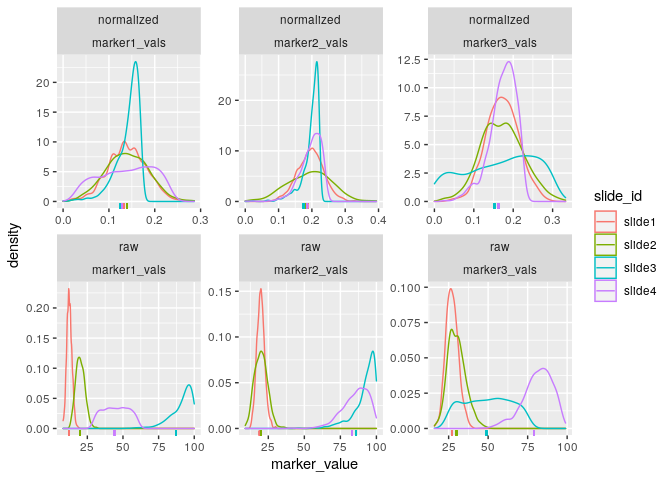 normalized
marker1_vals
normalized
marker2_vals
normalized
marker3_vals
20
15
10
5
0
0.0
0.1
0.2
0.3
20
10
0
0.0
0.1
0.2
0.3
0.4
12.5
10.0
7.5
5.0
2.5
0.0
0.0
0.1
0.2
0.3
raw
marker1_vals
raw
marker2_vals
raw
marker3_vals
0.20
0.15
0.10
0.05
0.00
25
50
75
100
0.15
0.10
0.05
0.00
25
50
75
100
0.100
0.075
0.050
0.025
0.000
25
50
75
100
density
marker_value
slide_id
slide1
slide2
slide3
slide4